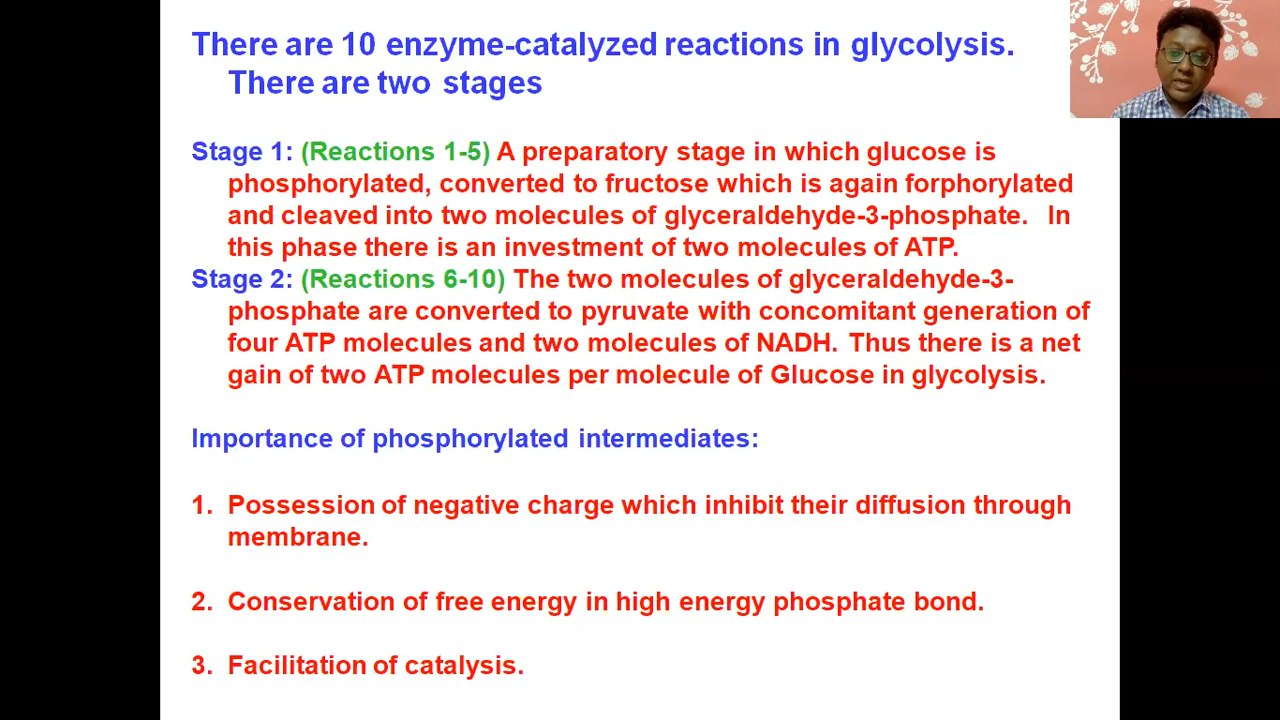 There are 10 enzyme-catalyzed reactions in glycolysis.
There are two stages
Stage 1: (Reactions 1-5) A preparatory stage in which glucose is
phosphorylated, converted to fructose which is again forphorylated
and cleaved into two molecules of glyceraldehyde-3-phosphate. In
this phase there is an investment of two molecules of ATP.
Stage 2: (Reactions 6-10) The two molecules of glyceraldehyde-3-
phosphate are converted to pyruvate with concomitant generation of
four ATP molecules and two molecules of NADH. Thus there is a net
gain of two ATP molecules per molecule of Glucose in glycolysis.
Importance of phosphorylated intermediates:
1. Possession of negative charge which inhibit their diffusion through
membrane.
2. Conservation of free energy in high energy phosphate bond.
3. Facilitation of catalysis.